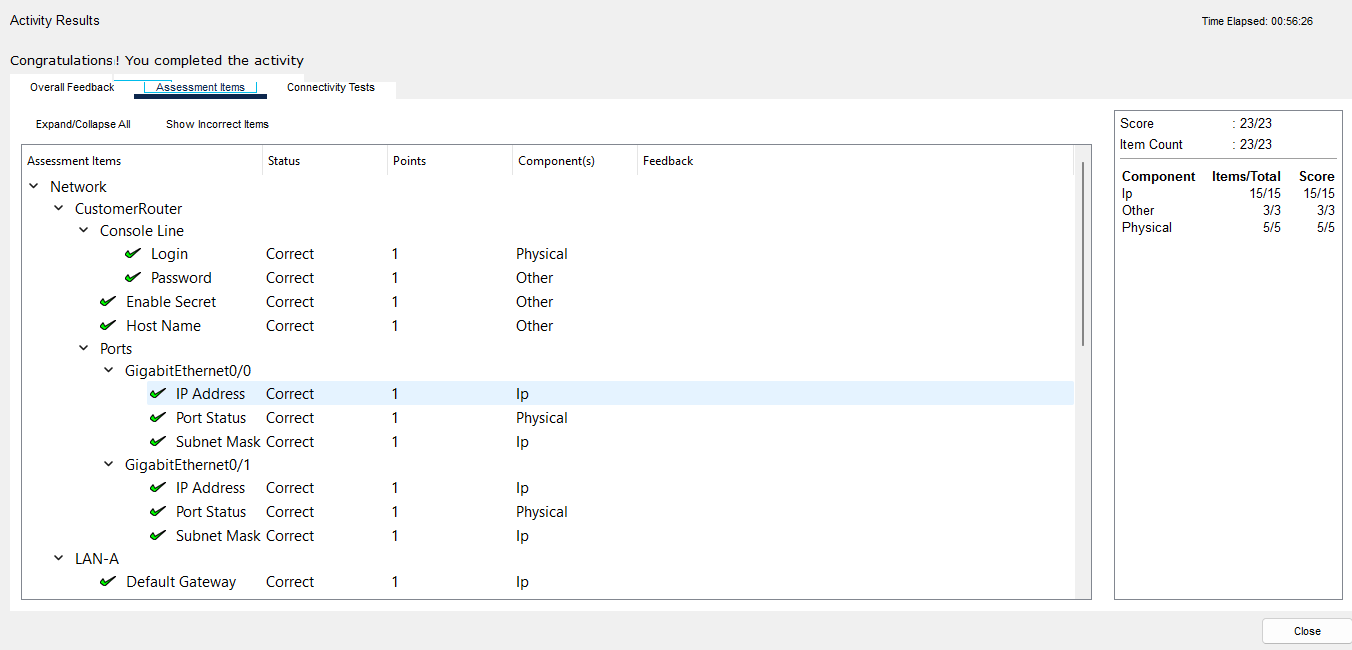 Activity Results
Time Elapsed: 00:56:26
Congratulations! You completed the activity
Overall Feedback Assessment Items Connectivity Tests
Expand/Collapse All Show Incorrect Items
Assessment Items Status Points Component(s) Feedback
Network
CustomerRouter
Console Line
Login Correct 1 Physical
Password Correct 1 Other
Enable Secret Correct 1 Other
Host Name Correct 1 Other
Ports
GigabitEthernet0/0
IP Address Correct 1 Ip
Port Status Correct 1 Physical
Subnet Mask Correct 1 Ip
GigabitEthernet0/1
IP Address Correct 1 Ip
Port Status Correct 1 Physical
Subnet Mask Correct 1 Ip
LAN-A
Default Gateway Correct 1 Ip
Score : 23/23
Item Count : 23/23
Component Items/Total Score
Ip 15/15 15/15
Other 3/3 3/3
Physical 5/5 5/5
Close